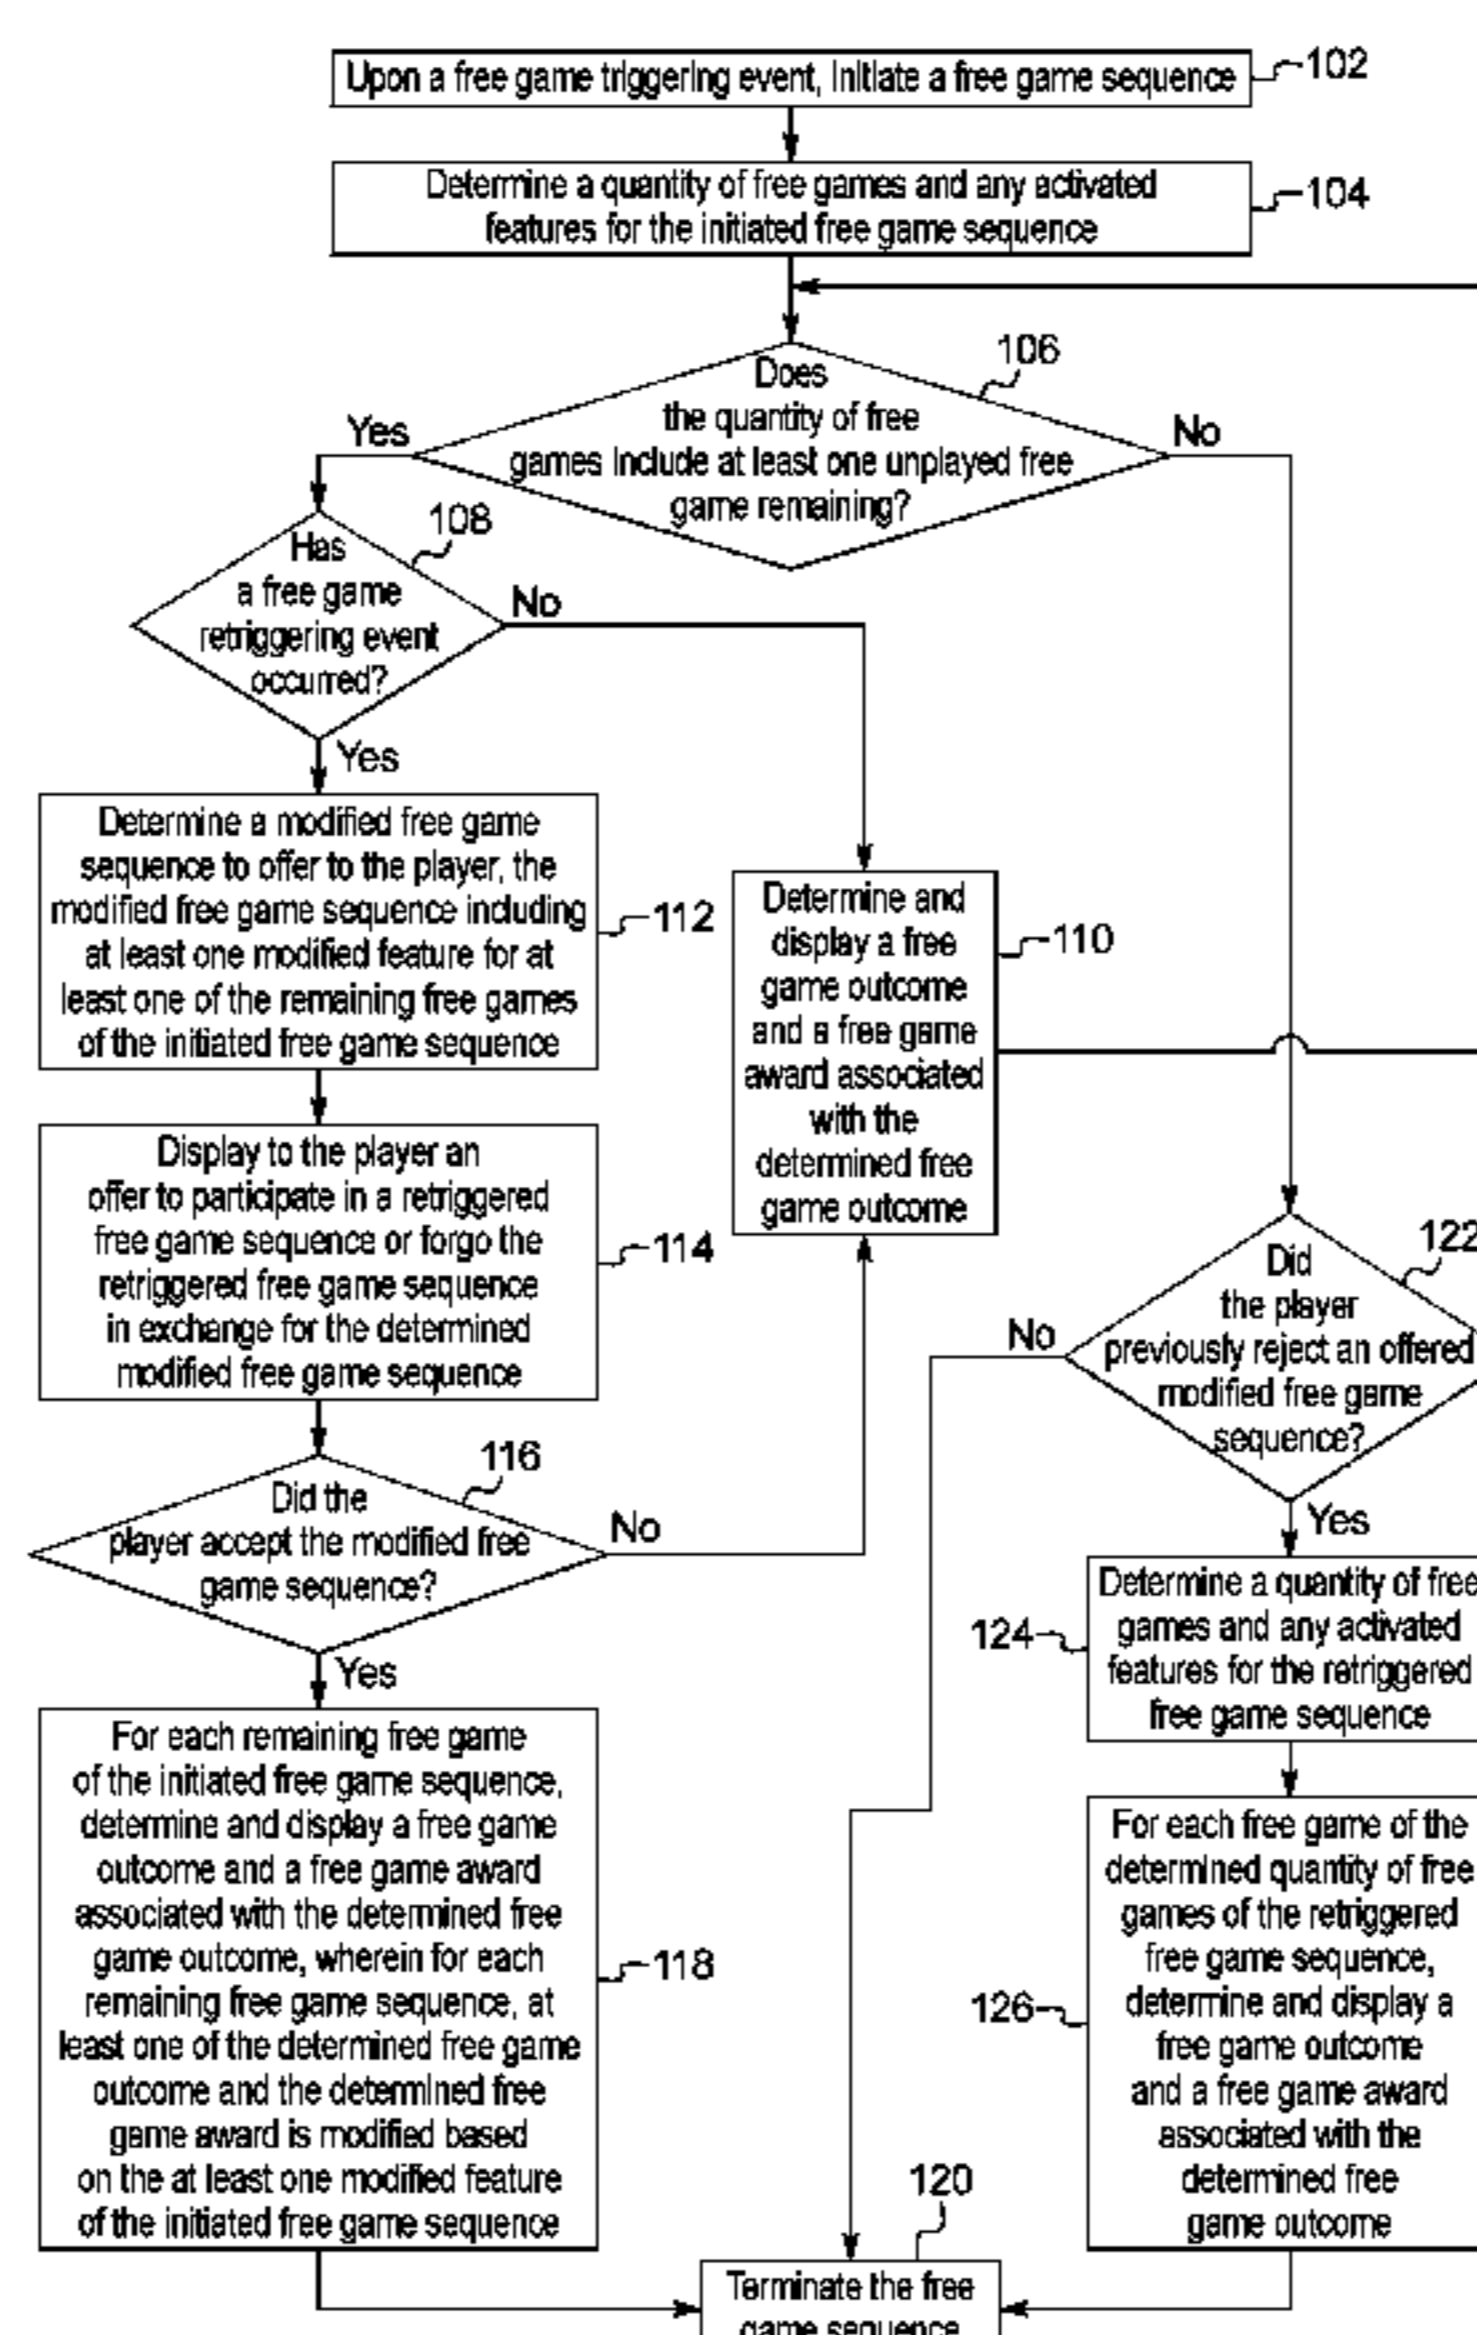 Upon a free game triggering event, initiate a free game sequence
102
Determine a quantity of free games and any activated
features for the initiated free game sequence
104
106
Does
the quantity of free
games include at least one unplayed free
game remaining?
Yes
No
108
Has
a free game
retriggering event
occurred?
No
Yes
Determine a modified free game
sequence to offer to the player, the
modified free game sequence including
at least one modified feature for at
least one of the remaining free games
of the initiated free game sequence
112
Determine and
display a free
game outcome
and a free game
award associated
with the
determined free
game outcome
110
Display to the player an
offer to participate in a retriggered
free game sequence or forgo the
retriggered free game sequence
in exchange for the determined
modified free game sequence
114
122
Did
the player
previously reject an offered
modified free game
sequence?
No
Yes
116
Did the
player accept the modified free
game sequence?
No
Yes
Determine a quantity of free
games and any activated
features for the retriggered
free game sequence
124
For each remaining free game
of the initiated free game sequence,
determine and display a free game
outcome and a free game award
associated with the determined free
game outcome, wherein for each
remaining free game sequence, at
least one of the determined free game
outcome and the determined free
game award is modified based
on the at least one modified feature
of the initiated free game sequence
118
For each free game of the
determined quantity of free
games of the retriggered
free game sequence,
determine and display a
free game outcome
and a free game award
associated with the
determined free
game outcome
126
120
Terminate the free
game sequence